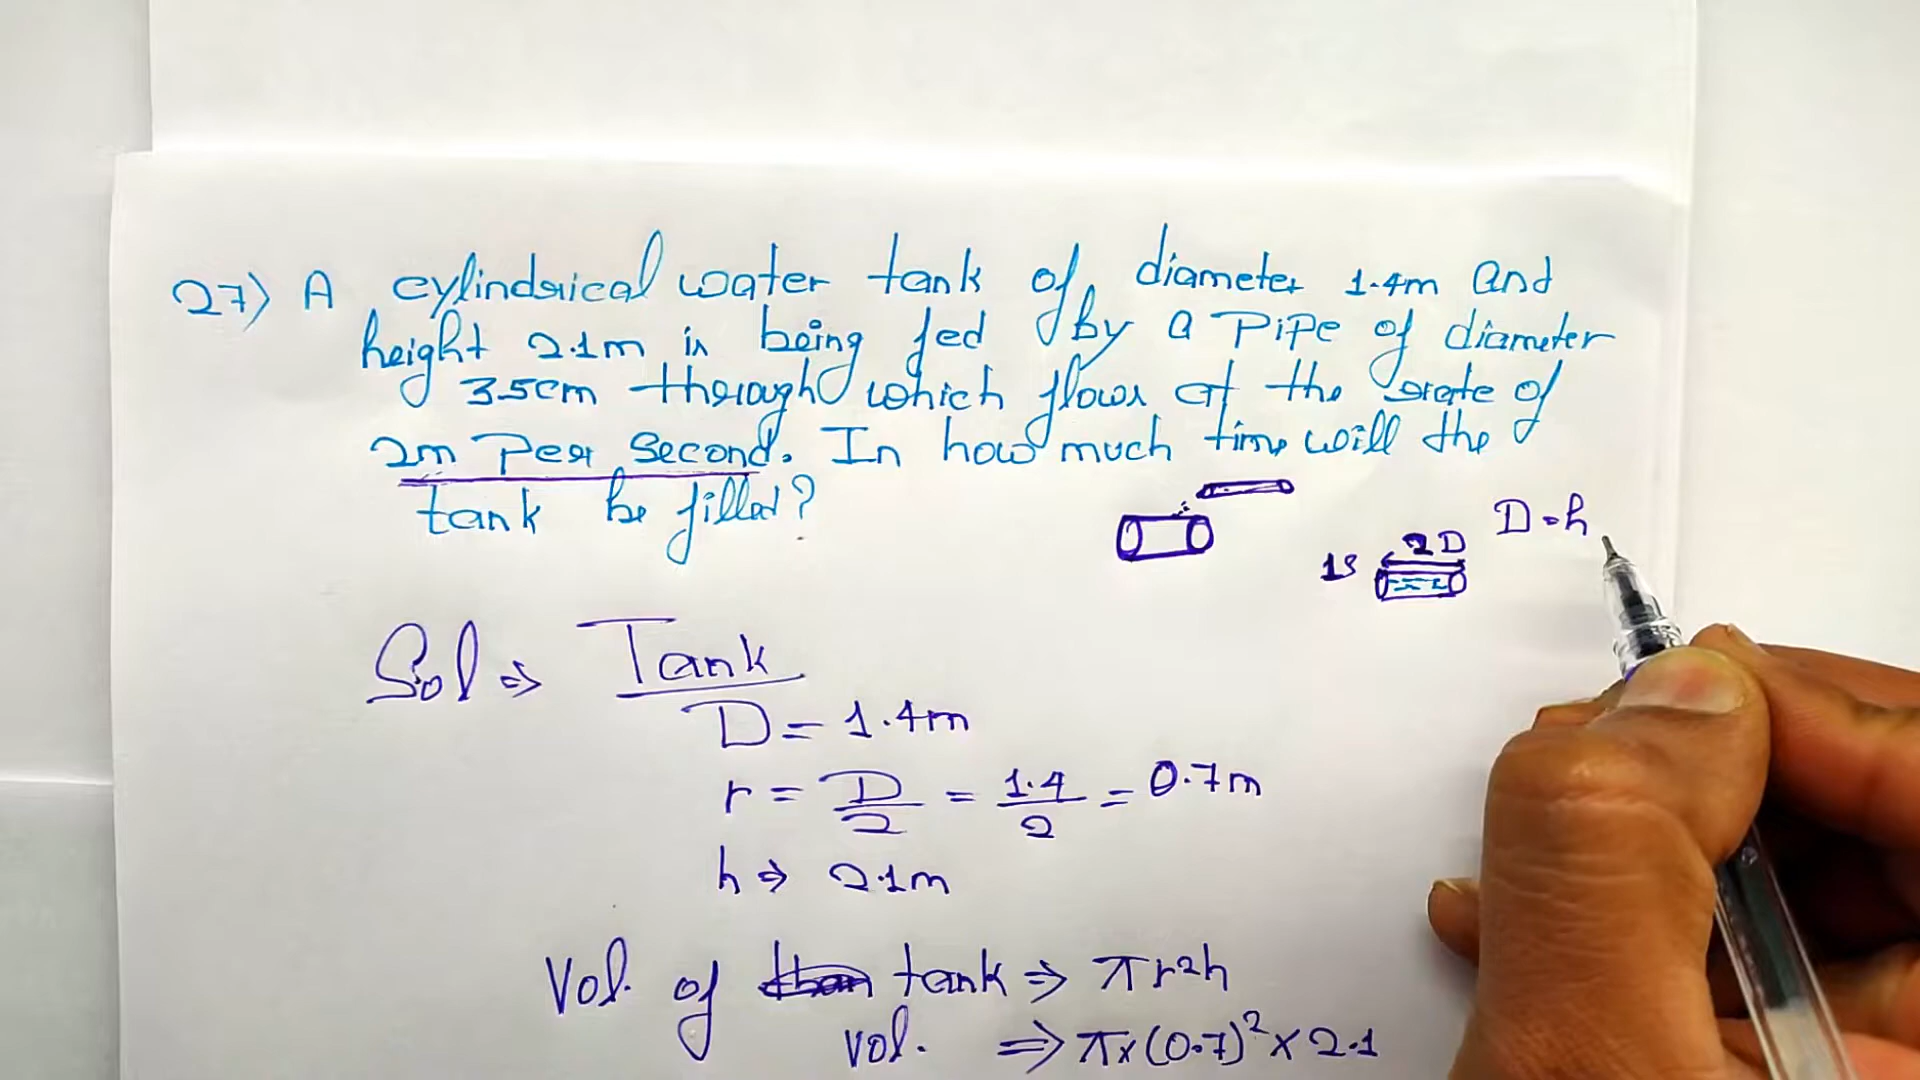 27) A cylindrical water tank of diameter 1.4m and
height 2.1m is being fed by a pipe of diameter
3.5cm through which flows at the rate of
2m per second. In how much time will the
tank be filled?
1s 2D D=h
Sol ⇒ Tank
D = 1.4m
r = D/2 = 1.4/2 = 0.7m
h ⇒ 2.1m
Vol. of tank ⇒ πr²h
vol. ⇒ π×(0.7)²×2.1